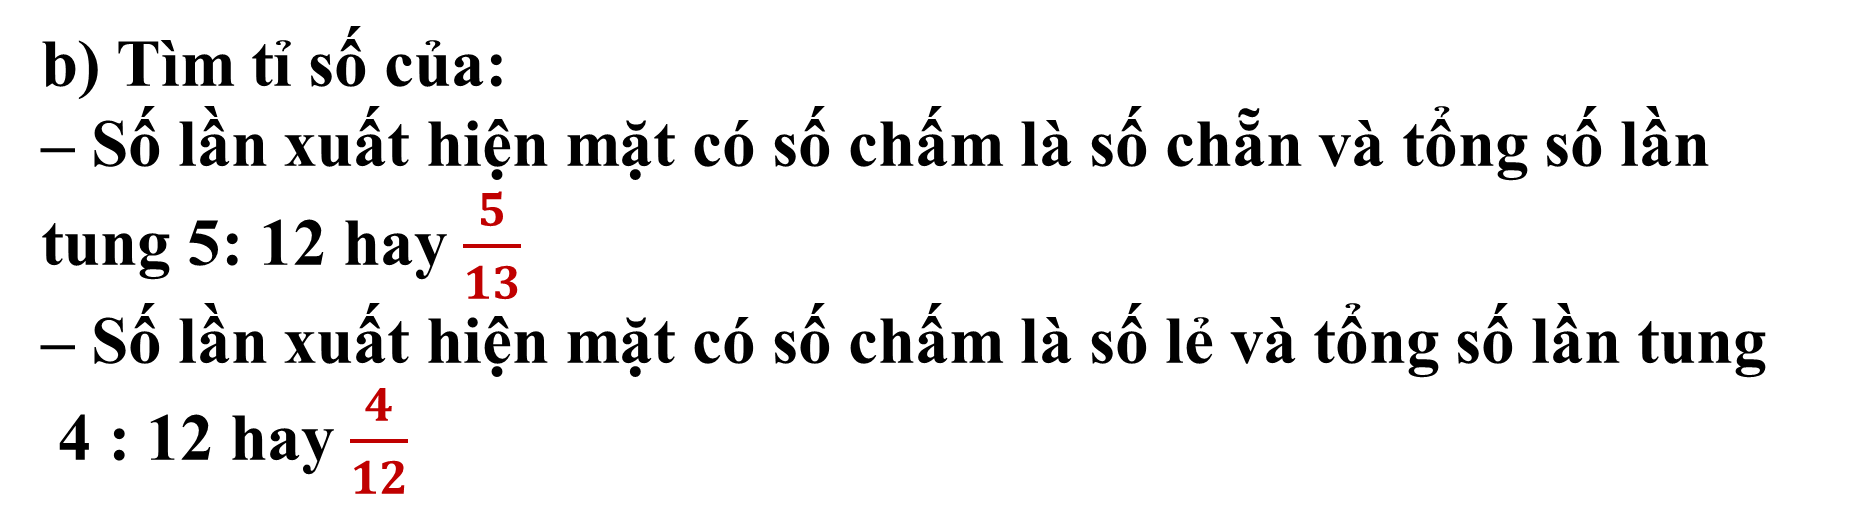 b) Tìm tỉ số của:
– Số lần xuất hiện mặt có số chấm là số chẵn và tổng số lần
tung 5: 12 hay 5/13
– Số lần xuất hiện mặt có số chấm là số lẻ và tổng số lần tung
4 : 12 hay 4/12